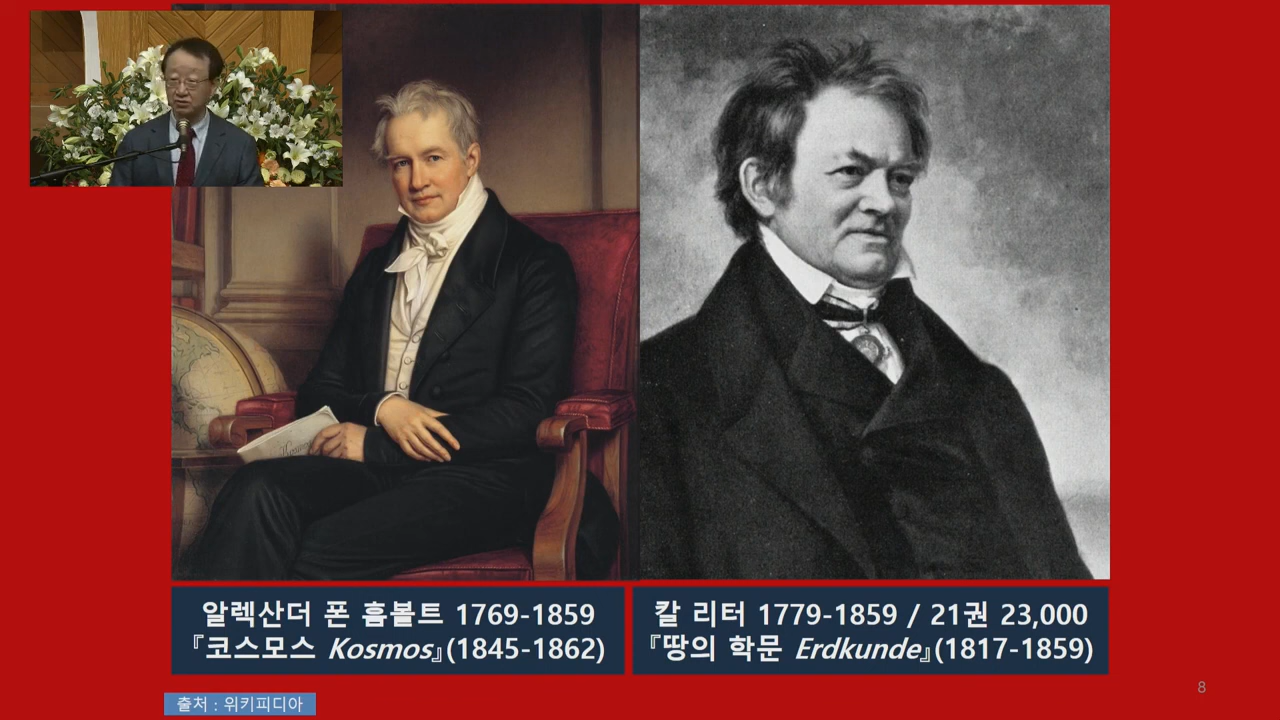 알렉산더 폰 훔볼트 1769-1859
『코스모스 Kosmos』(1845-1862)
칼 리터 1779-1859 / 21권 23,000
『땅의 학문 Erdkunde』(1817-1859)
출처 : 위키피디아
8